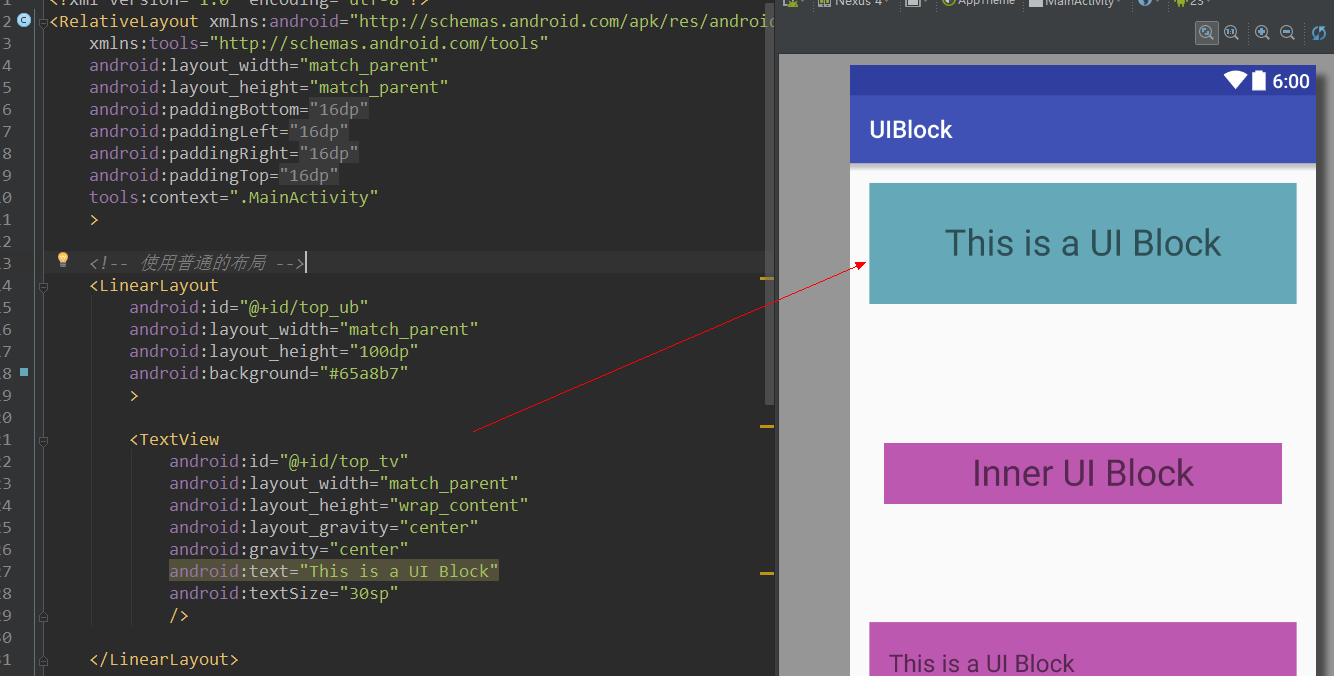 <?xml version="1.0" encoding="utf-8"?>
2 <RelativeLayout xmlns:android="http://schemas.android.com/apk/res/androi
3 xmlns:tools="http://schemas.android.com/tools"
4 android:layout_width="match_parent"
5 android:layout_height="match_parent"
6 android:paddingBottom="16dp"
7 android:paddingLeft="16dp"
8 android:paddingRight="16dp"
9 android:paddingTop="16dp"
0 tools:context=".MainActivity"
1 >
2
3 <!-- 使用普通的布局 -->
4 <LinearLayout
5 android:id="@+id/top_ub"
6 android:layout_width="match_parent"
7 android:layout_height="100dp"
8 android:background="#65a8b7"
9 >
0
1 <TextView
2 android:id="@+id/top_tv"
3 android:layout_width="match_parent"
4 android:layout_height="wrap_content"
5 android:layout_gravity="center"
6 android:gravity="center"
7 android:text="This is a UI Block"
8 android:textSize="30sp"
9 />
0
1 </LinearLayout>
Nexus 4
AppTheme
MainActivity
23
1:1
6:00
UIBlock
This is a UI Block
Inner UI Block
This is a UI Block